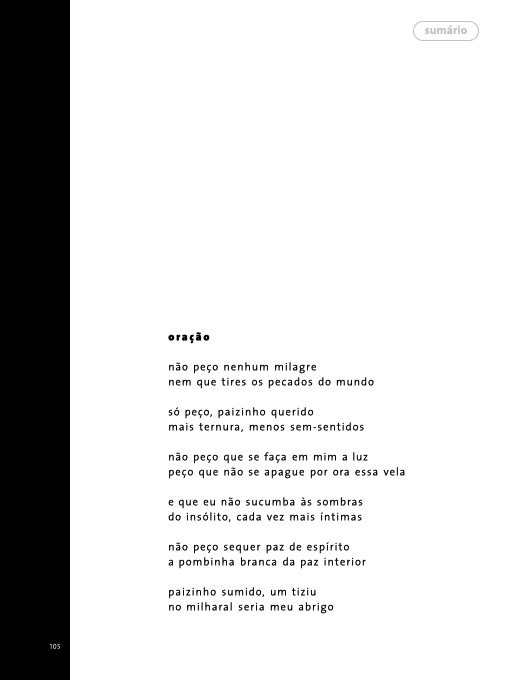 sumário
oração
não peço nenhum milagre
nem que tires os pecados do mundo
só peço, paizinho querido
mais ternura, menos sem-sentidos
não peço que se faça em mim a luz
peço que não se apague por ora essa vela
e que eu não sucumba às sombras
do insólito, cada vez mais íntimas
não peço sequer paz de espírito
a pombinha branca da paz interior
paizinho sumido, um tiziu
no milharal seria meu abrigo
105